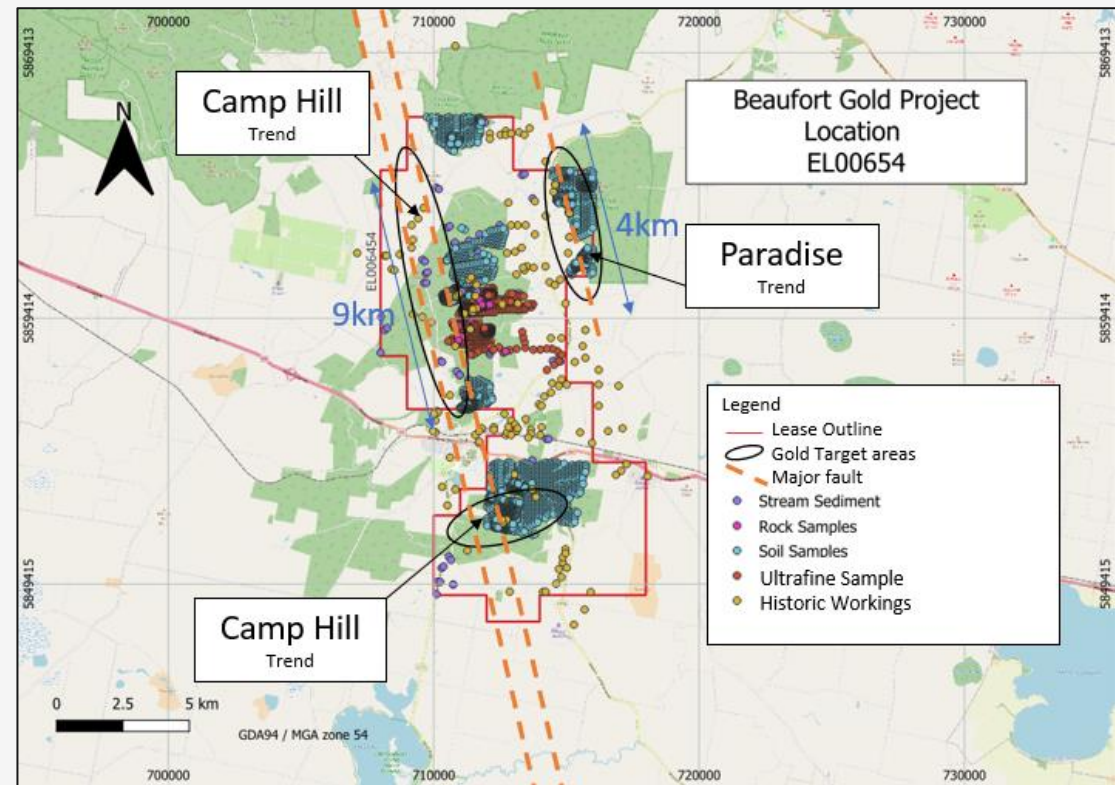 700000
710000
720000
730000
5869413
5869413
N
Camp Hill
Trend
Beaufort Gold Project
Location
EL00654
4km
Paradise
Trend
EL006454
9km
5859414
5859414
Legend
Lease Outline
Gold Target areas
Major fault
Stream Sediment
Rock Samples
Soil Samples
Ultrafine Sample
Historic Workings
5849415
5849415
Camp Hill
Trend
0 2.5 5 km
GDA94 / MGA zone 54
700000
710000
720000
730000